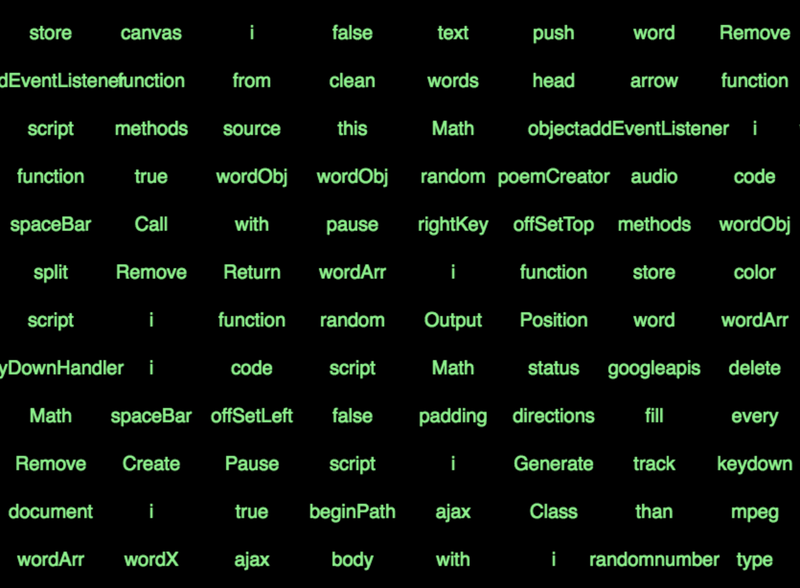 store canvas i false text push word Remove
dEventListener function from clean words head arrow function
script methods source this Math object addEventListener i
function true wordObj wordObj random poemCreator audio code
spaceBar Call with pause rightKey offSetTop methods wordObj
split Remove Return wordArr i function store color
script i function random Output Position word wordArr
yDownHandler i code script Math status googleapis delete
Math spaceBar offSetLeft false padding directions fill every
Remove Create Pause script i Generate track keydown
document i true beginPath ajax Class than mpeg
wordArr wordX ajax body with i randomnumber type